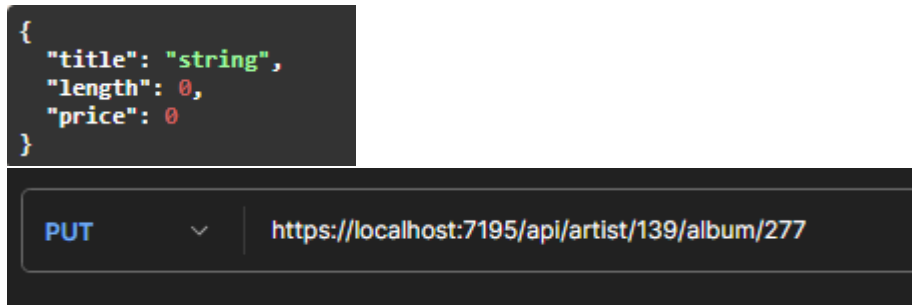 {
"title": "string",
"length": 0,
"price": 0
}
PUT https://localhost:7195/api/artist/139/album/277